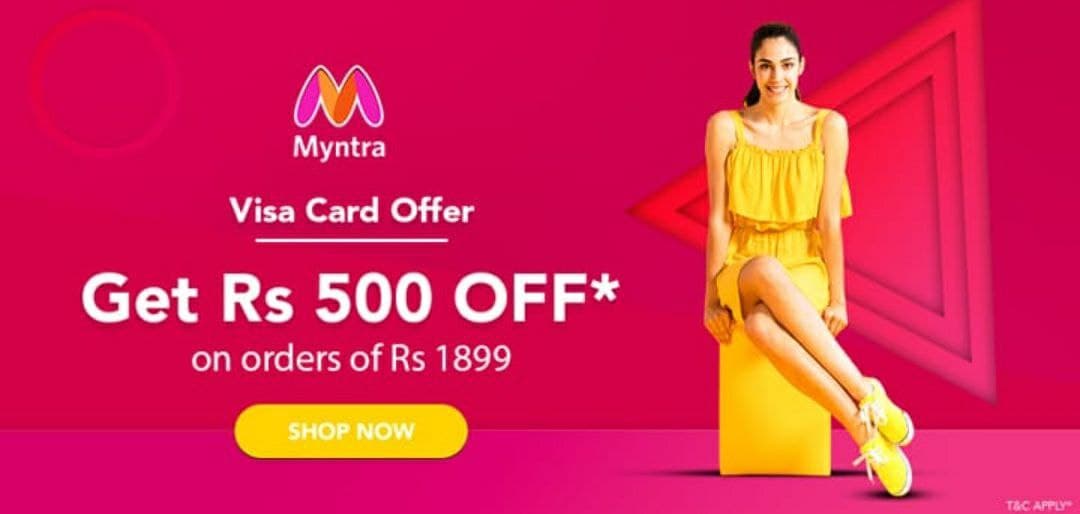 Myntra
Visa Card Offer
Get Rs 500 OFF*
on orders of Rs 1899
SHOP NOW
T&C APPLY*